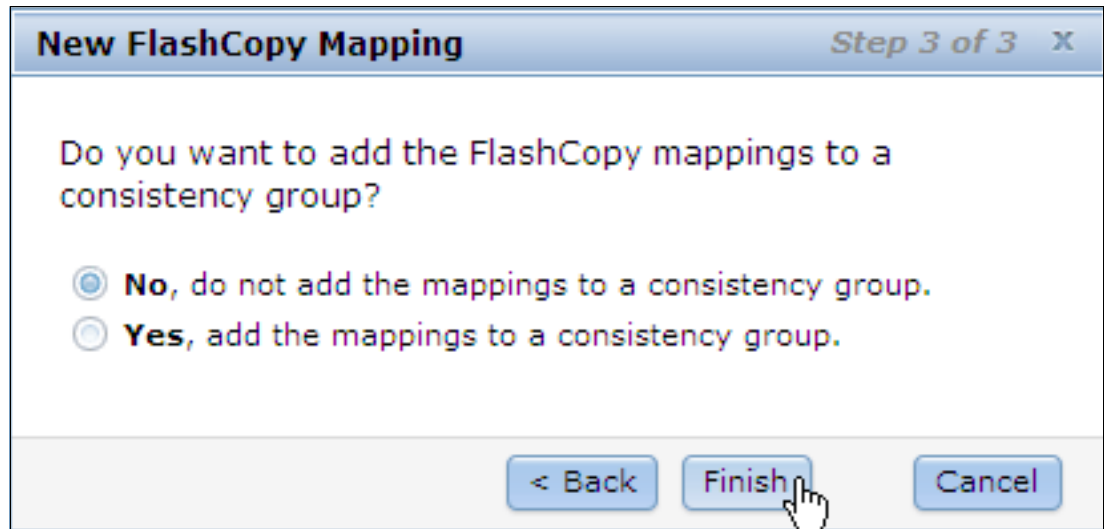 New FlashCopy Mapping Step 3 of 3 x
Do you want to add the FlashCopy mappings to a
consistency group?
No, do not add the mappings to a consistency group.
Yes, add the mappings to a consistency group.
< Back Finish Cancel